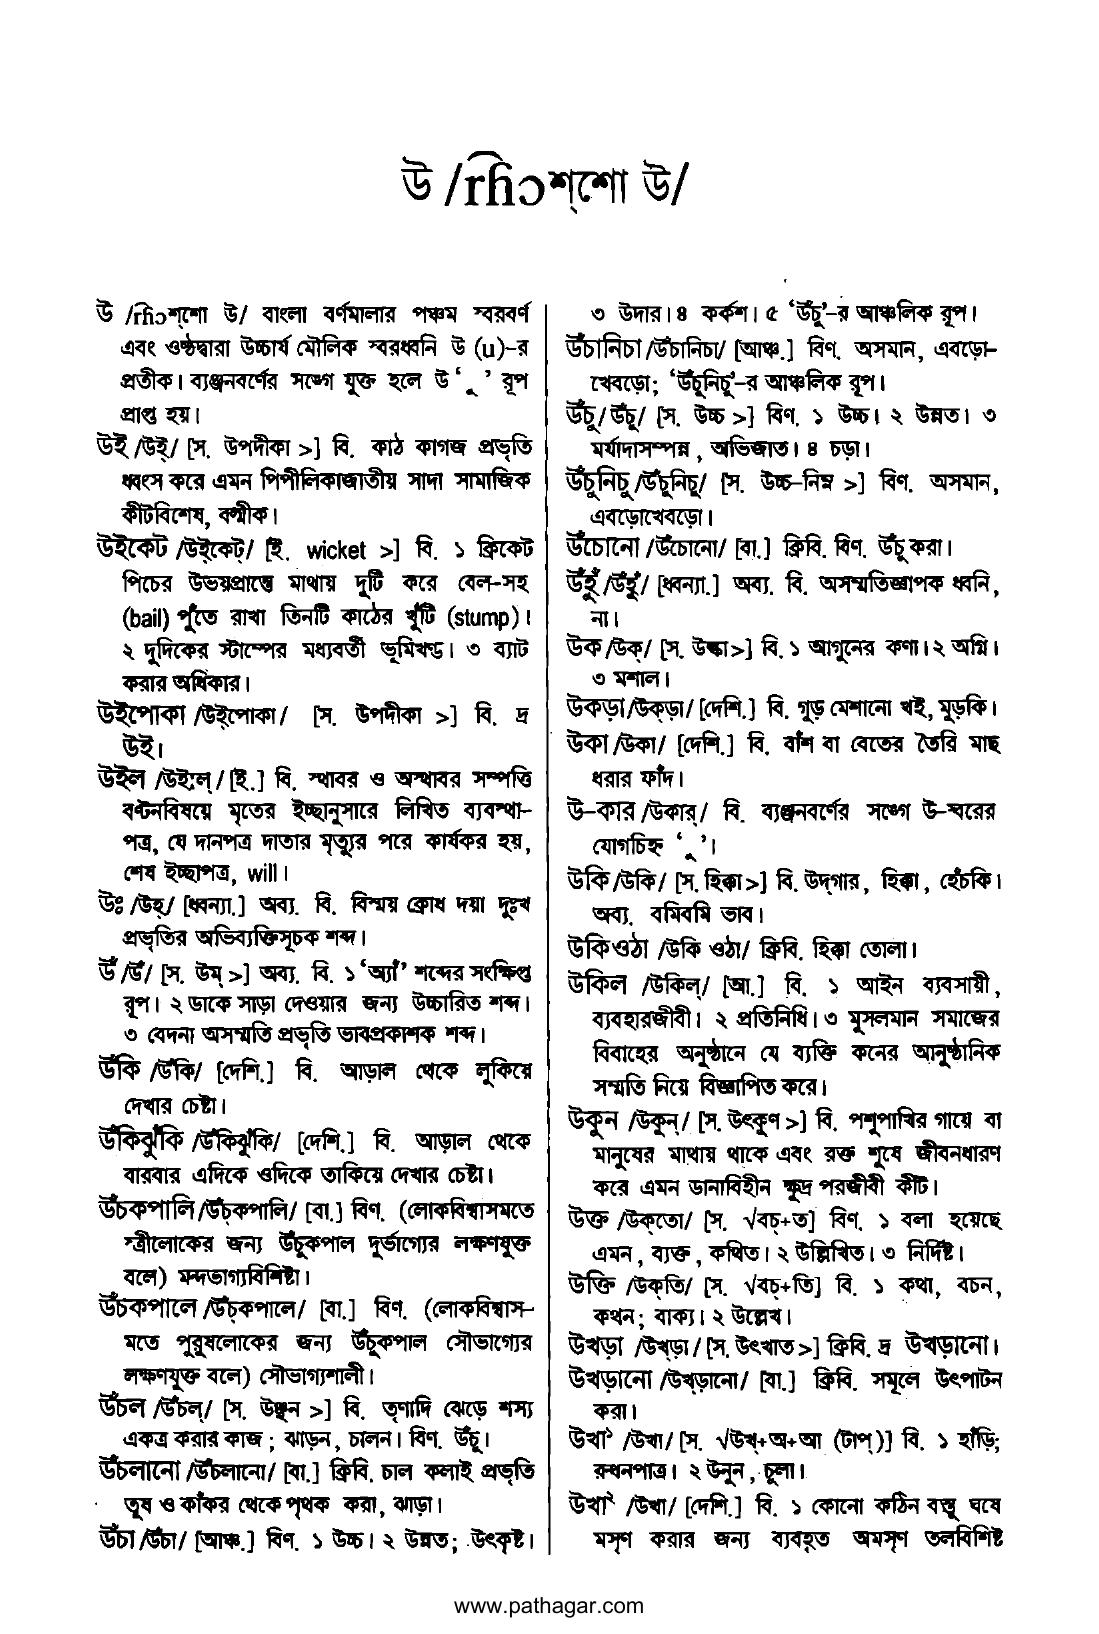 উ /rĥɔশ্‌শো উ/
উ /rĥɔশ্‌শো উ/ বাংলা বর্ণমালার পঞ্চম স্বরবর্ণ
এবং ওষ্ঠদ্বারা উচ্চার্য মৌলিক স্বরধ্বনি উ (u)-র
প্রতীক। ব্যঞ্জনবর্ণের সঙ্গে যুক্ত হলে উ ‘ ু ’ রূপ
প্রাপ্ত হয়।
উই /উই্/ [স. উপদীকা >] বি. কাঠ কাগজ প্রভৃতি
ধ্বংস করে এমন পিপীলিকাজাতীয় সাদা সামাজিক
কীটবিশেষ, বল্মীক।
উইকেট /উই্‌কেট্/ [ই. wicket >] বি. ১ ক্রিকেট
পিচের উভয়প্রান্তে মাথায় দুটি করে বেল-সহ
(bail) পুঁতে রাখা তিনটি কাঠের খুঁটি (stump)।
২ দুদিকের স্টাম্পের মধ্যবর্তী ভূমিখণ্ড। ৩ ব্যাট
করার অধিকার।
উইপোকা /উই্‌পোকা/ [স. উপদীকা >] বি. দ্র
উই।
উইল /উইল্/ [ই.] বি. স্থাবর ও অস্থাবর সম্পত্তি
বণ্টনবিষয়ে মৃতের ইচ্ছানুসারে লিখিত ব্যবস্থা-
পত্র, যে দানপত্র দাতার মৃত্যুর পরে কার্যকর হয়,
শেষ ইচ্ছাপত্র, will।
উঃ /উহ্/ [ধ্বন্যা.] অব্য. বি. বিস্ময় ক্রোধ দয়া দুঃখ
প্রভৃতির অভিব্যক্তিসূচক শব্দ।
উঁ /উঁ/ [স. উম্ >] অব্য. বি. ১ ‘অ্যাঁ’ শব্দের সংক্ষিপ্ত
রূপ। ২ ডাকে সাড়া দেওয়ার জন্য উচ্চারিত শব্দ।
৩ বেদনা অসম্মতি প্রভৃতি ভাবপ্রকাশক শব্দ।
উঁকি /উঁকি/ [দেশি.] বি. আড়াল থেকে লুকিয়ে
দেখার চেষ্টা।
উঁকিঝুঁকি /উঁকিঝুঁকি/ [দেশি.] বি. আড়াল থেকে
বারবার এদিকে ওদিকে তাকিয়ে দেখার চেষ্টা।
উঁচকপালি /উঁচ্‌কপালি/ [বা.] বিণ. (লোকবিশ্বাসমতে
স্ত্রীলোকের জন্য উঁচুকপাল দুর্ভাগ্যের লক্ষণযুক্ত
বলে) মন্দভাগ্যবিশিষ্টা।
উঁচকপালে /উঁচ্‌কপালে/ [বা.] বিণ. (লোকবিশ্বাস-
মতে পুরুষলোকের জন্য উঁচুকপাল সৌভাগ্যের
লক্ষণযুক্ত বলে) সৌভাগ্যশালী।
উঁচল /উঁচল্/ [স. উঞ্ছন >] বি. তৃণাদি ঝেড়ে শস্য
একত্র করার কাজ ; ঝাড়ন, চালন। বিণ. উঁচু।
উঁচলানো /উঁচলানো/ [বা.] ক্রিবি. চাল কলাই প্রভৃতি
তুষ ও কাঁকর থেকে পৃথক করা, ঝাড়া।
উঁচা /উঁচা/ [আঞ্চ.] বিণ. ১ উচ্চ। ২ উন্নত; উৎকৃষ্ট।
৩ উদার। ৪ কর্কশ। ৫ ‘উঁচু’-র আঞ্চলিক রূপ।
উঁচানিচা /উঁচানিচা/ [আঞ্চ.] বিণ. অসমান, এবড়ো-
খেবড়ো; ‘উঁচুনিচু’-র আঞ্চলিক রূপ।
উঁচু/ উঁচু/ [স. উচ্চ >] বিণ. ১ উচ্চ। ২ উন্নত। ৩
মর্যাদাসম্পন্ন, অভিজাত। ৪ চড়া।
উঁচুনিচু /উঁচুনিচু/ [স. উচ্চ-নিম্ন >] বিণ. অসমান,
এবড়োখেবড়ো।
উঁচোনো /উঁচোনো/ [বা.] ক্রিবি. বিণ. উঁচু করা।
উঁহুঁ /উঁহুঁ/ [ধ্বন্যা.] অব্য. বি. অসম্মতিজ্ঞাপক ধ্বনি,
না।
উক /উক্/ [স. উল্কা>] বি. ১ আগুনের কণা। ২ অগ্নি।
৩ মশাল।
উকড়া /উক্‌ড়া/ [দেশি.] বি. গূড় মেশানো খই, মূড়কি।
উকা /উকা/ [দেশি.] বি. বাঁশ বা বেতের তৈরি মাছ
ধরার ফাঁদ।
উ-কার /উকার্/ বি. ব্যঞ্জনবর্ণের সঙ্গে উ-স্বরের
যোগচিহ্ন ‘ ু ’।
উকি /উকি/ [স. হিক্কা>] বি. উদ্‌গার, হিক্কা, হেঁচকি।
অব্য. বমিবমি ভাব।
উকিওঠা /উকি ওঠা/ ক্রিবি. হিক্কা তোলা।
উকিল /উকিল্/ [আ.] বি. ১ আইন ব্যবসায়ী,
ব্যবহারজীবী। ২ প্রতিনিধি। ৩ মুসলমান সমাজের
বিবাহের অনুষ্ঠানে যে ব্যক্তি কনের আনুষ্ঠানিক
সম্মতি নিয়ে বিজ্ঞাপিত করে।
উকুন /উকুন্/ [স. উৎকুণ >] বি. পশুপাখির গায়ে বা
মানুষের মাথায় থাকে এবং রক্ত শুষে জীবনধারণ
করে এমন ডানাবিহীন ক্ষুদ্র পরজীবী কীট।
উক্ত /উক্‌তো/ [স. √বচ্+ত] বিণ. ১ বলা হয়েছে
এমন, ব্যক্ত, কথিত। ২ উল্লিখিত। ৩ নির্দিষ্ট।
উক্তি /উক্‌তি/ [স. √বচ্+তি] বি. ১ কথা, বচন,
কথন; বাক্য। ২ উল্লেখ।
উখড়া /উখ্‌ড়া/ [স. উৎখাত >] ক্রিবি. দ্র উখড়ানো।
উখড়ানো /উখ্‌ড়ানো/ [বা.] ক্রিবি. সমূলে উৎপাটন
করা।
উখা১ /উখা/ [স. √উখ্+অ+আ (টাপ্)] বি. ১ হাঁড়ি;
রন্ধনপাত্র। ২ উনুন, চূলা।
উখা২ /উখা/ [দেশি.] বি. ১ কোনো কঠিন বস্তু ঘষে
মসৃণ করার জন্য ব্যবহৃত অমসৃণ তলবিশিষ্ট
www.pathagar.com